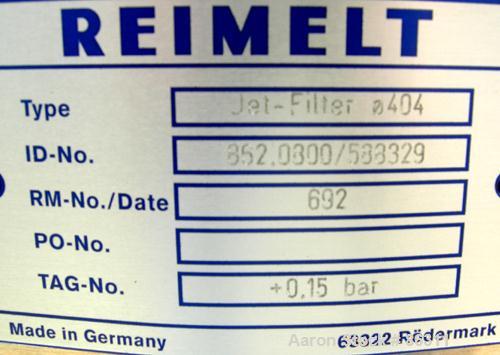 REIMELT
Type Jet-Filter ø404
ID-No. 852.0800/588329
RM-No./Date 692
PO-No.
TAG-No. +0,15 bar
Made in Germany 63322 Rödermark
Aaron